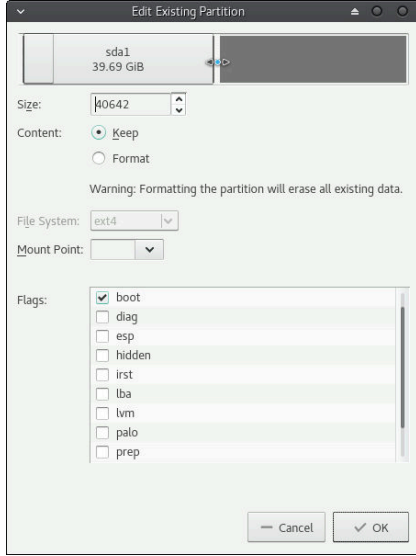 Edit Existing Partition
sda1
39.69 GiB
Size: 40642
Content: Keep
Format
Warning: Formatting the partition will erase all existing data.
File System: ext4
Mount Point:
Flags: boot
diag
esp
hidden
irst
lba
lvm
palo
prep
Cancel OK